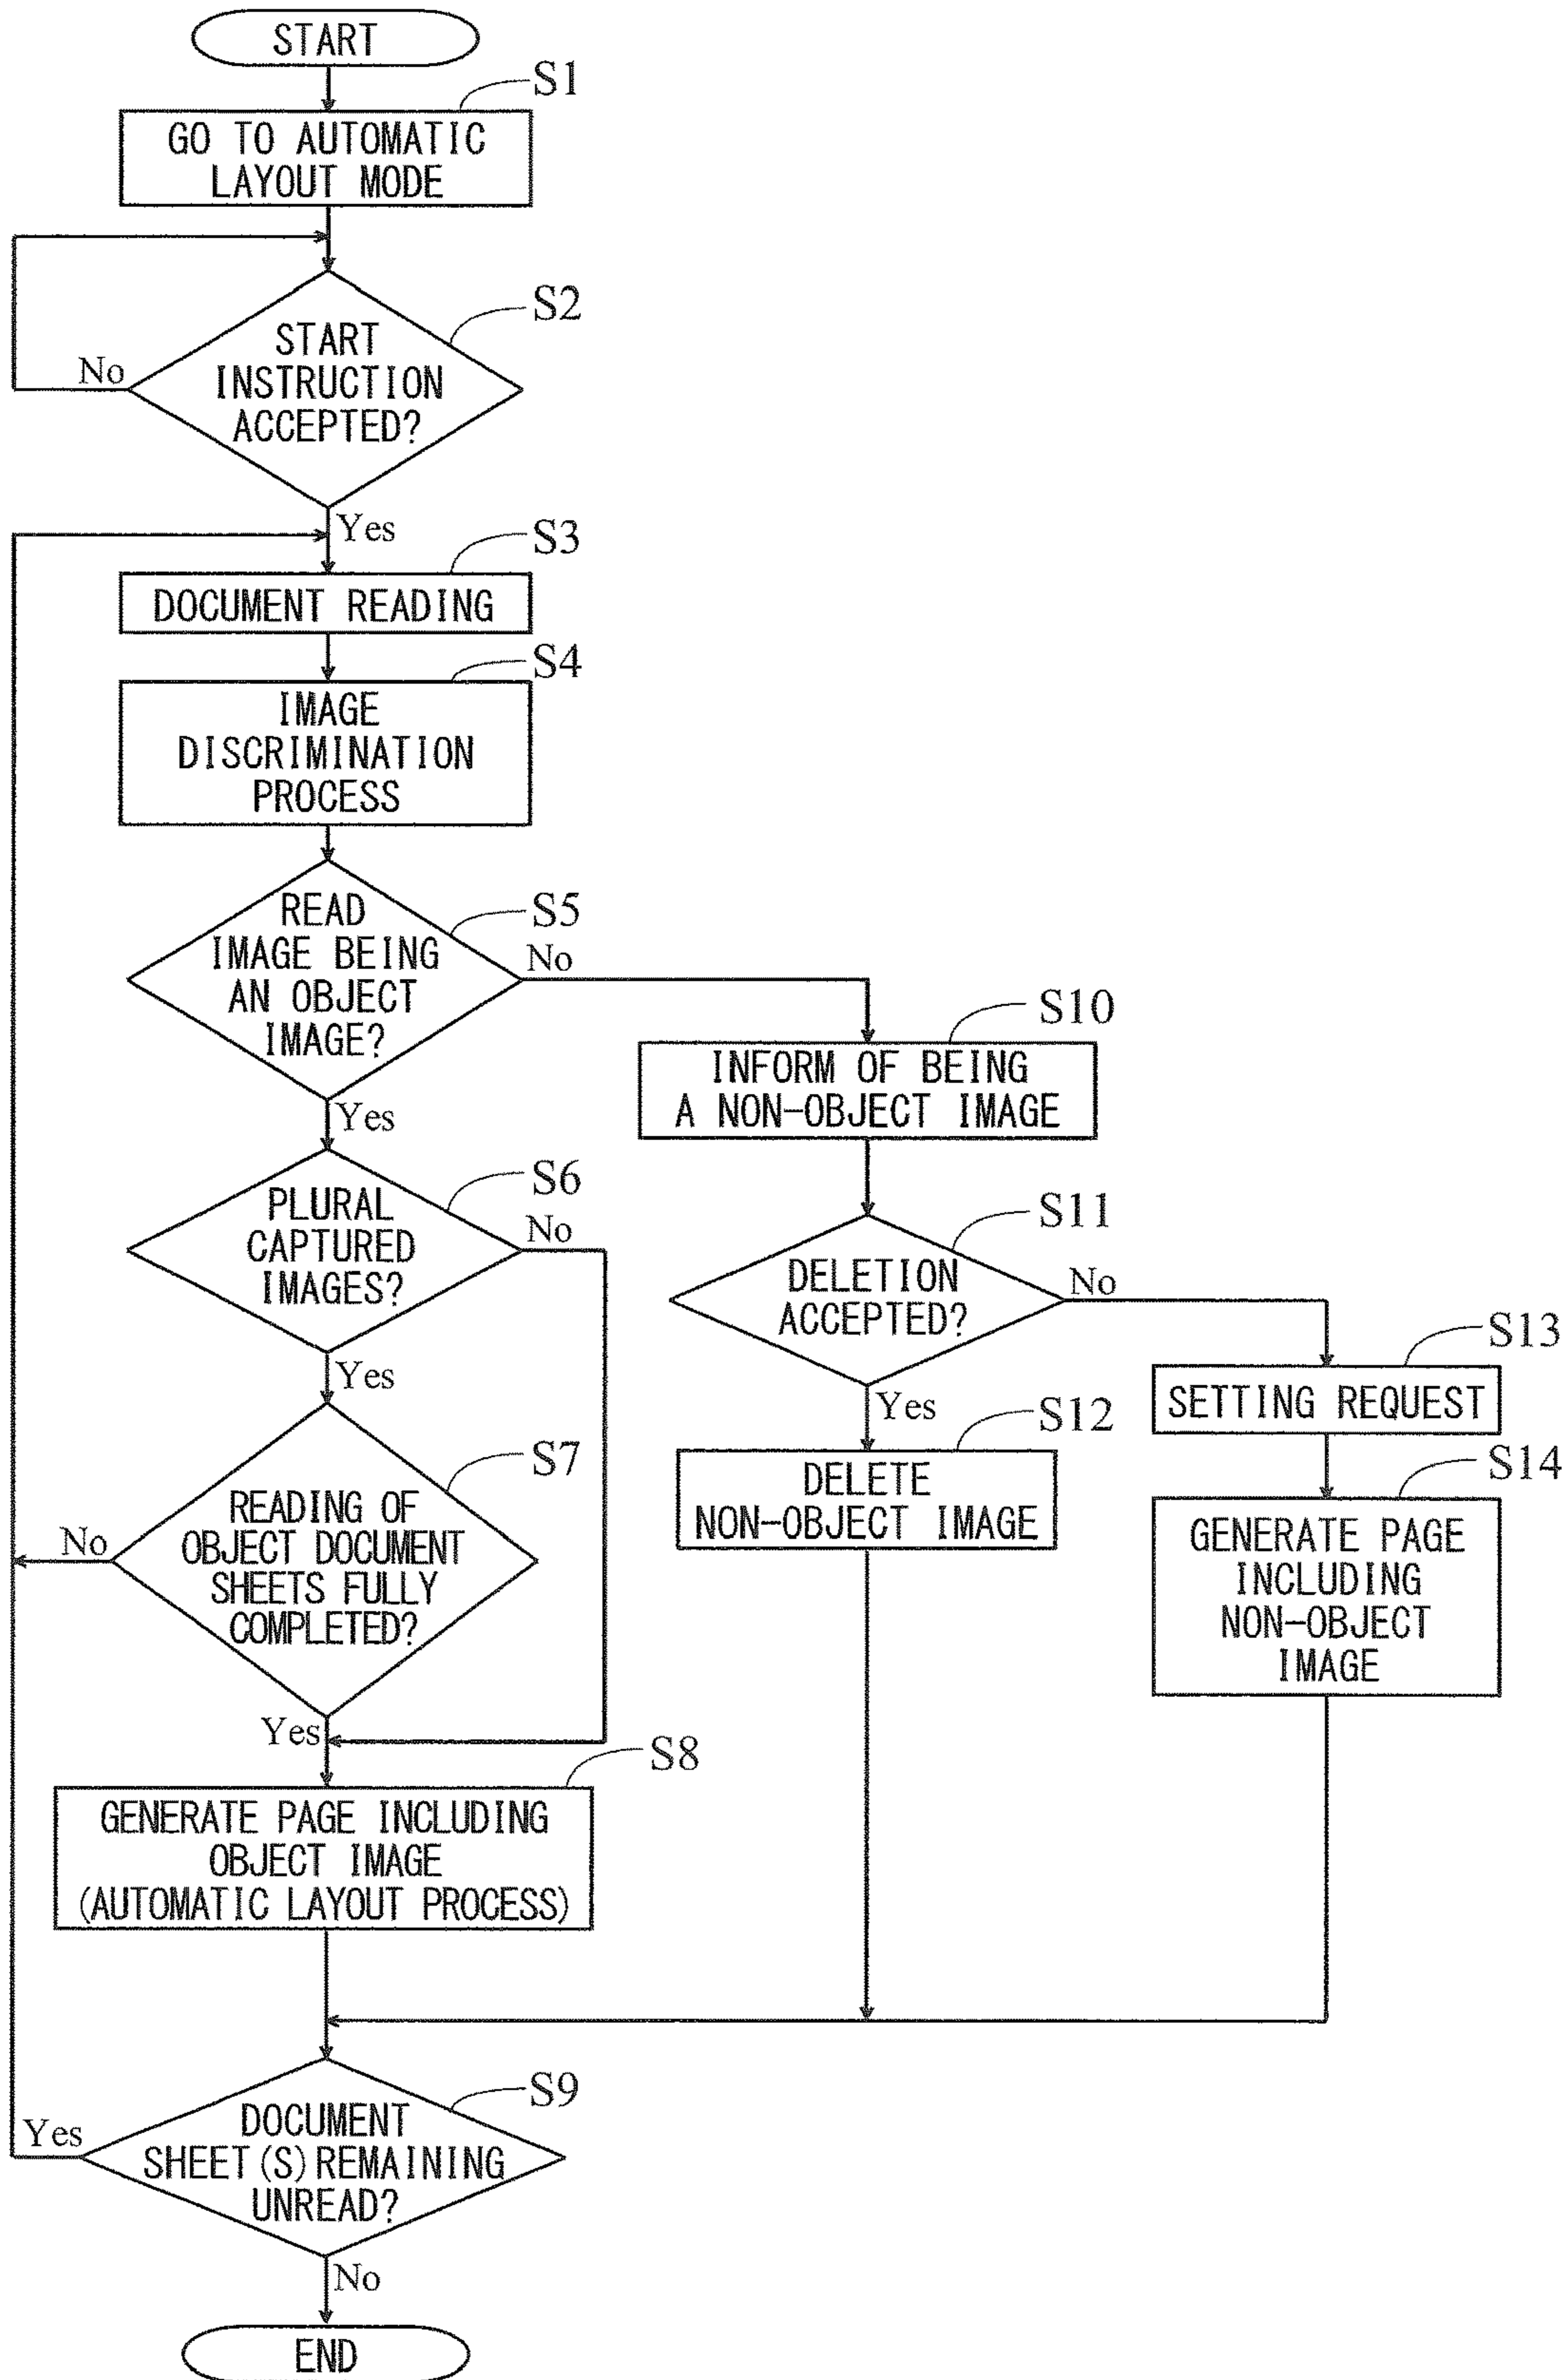 START
S1
GO TO AUTOMATIC
LAYOUT MODE
S2
START
INSTRUCTION
ACCEPTED?
No
Yes
S3
DOCUMENT READING
S4
IMAGE
DISCRIMINATION
PROCESS
S5
READ
IMAGE BEING
AN OBJECT
IMAGE?
No
Yes
S10
INFORM OF BEING
A NON-OBJECT IMAGE
S6
PLURAL
CAPTURED
IMAGES?
No
Yes
S11
DELETION
ACCEPTED?
No
Yes
S13
SETTING REQUEST
S12
DELETE
NON-OBJECT IMAGE
S14
GENERATE PAGE
INCLUDING
NON-OBJECT
IMAGE
S7
READING OF
OBJECT DOCUMENT
SHEETS FULLY
COMPLETED?
No
Yes
S8
GENERATE PAGE INCLUDING
OBJECT IMAGE
(AUTOMATIC LAYOUT PROCESS)
S9
DOCUMENT
SHEET(S)REMAINING
UNREAD?
Yes
No
END